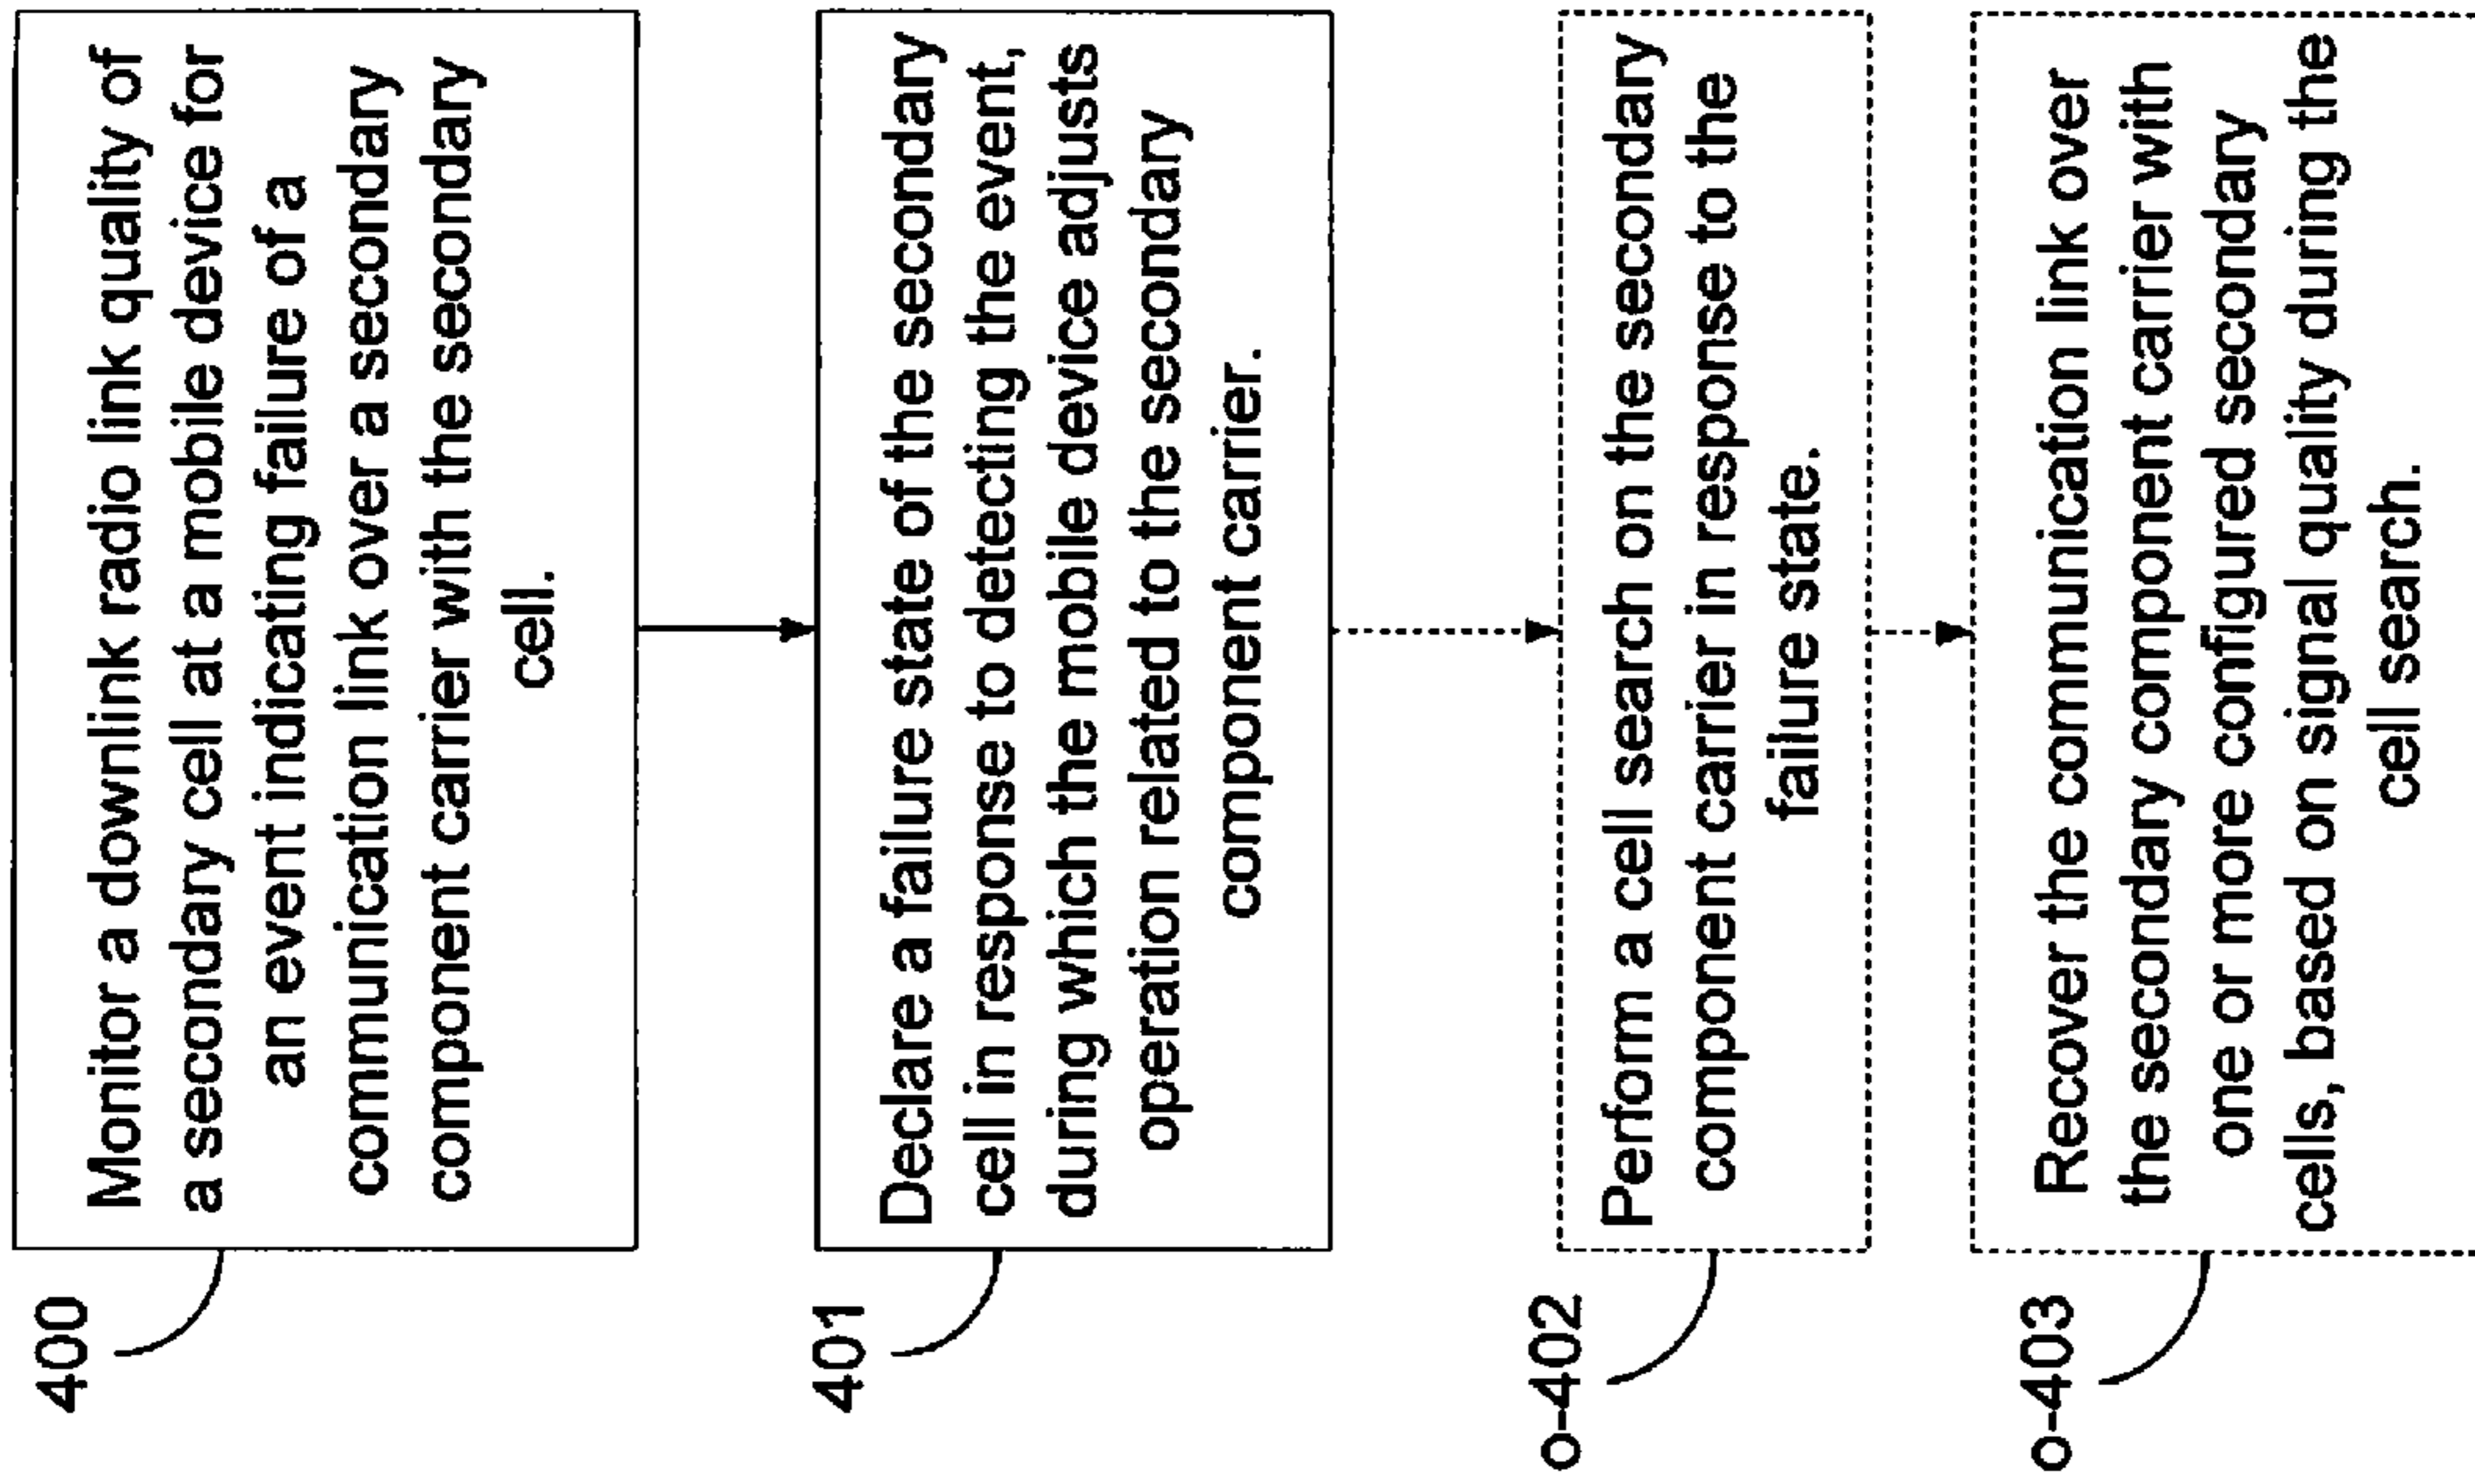 400
Monitor a downlink radio link quality of
a secondary cell at a mobile device for
an event indicating failure of a
communication link over a secondary
component carrier with the secondary
cell.
401
Declare a failure state of the secondary
cell in response to detecting the event,
during which the mobile device adjusts
operation related to the secondary
component carrier.
o-402
Perform a cell search on the secondary
component carrier in response to the
failure state.
o-403
Recover the communication link over
the secondary component carrier with
one or more configured secondary
cells, based on signal quality during the
cell search.